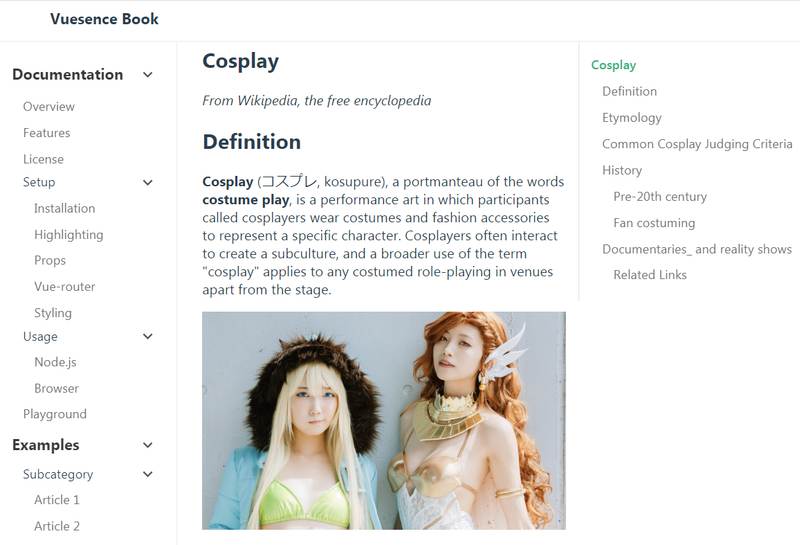 Vuesence Book
Documentation
Overview
Features
License
Setup
Installation
Highlighting
Props
Vue-router
Styling
Usage
Node.js
Browser
Playground
Examples
Subcategory
Article 1
Article 2
Cosplay
From Wikipedia, the free encyclopedia
Definition
Cosplay (コスプレ, kosupure), a portmanteau of the words
costume play, is a performance art in which participants
called cosplayers wear costumes and fashion accessories
to represent a specific character. Cosplayers often interact
to create a subculture, and a broader use of the term
"cosplay" applies to any costumed role-playing in venues
apart from the stage.
Cosplay
Definition
Etymology
Common Cosplay Judging Criteria
History
Pre-20th century
Fan costuming
Documentaries_ and reality shows
Related Links